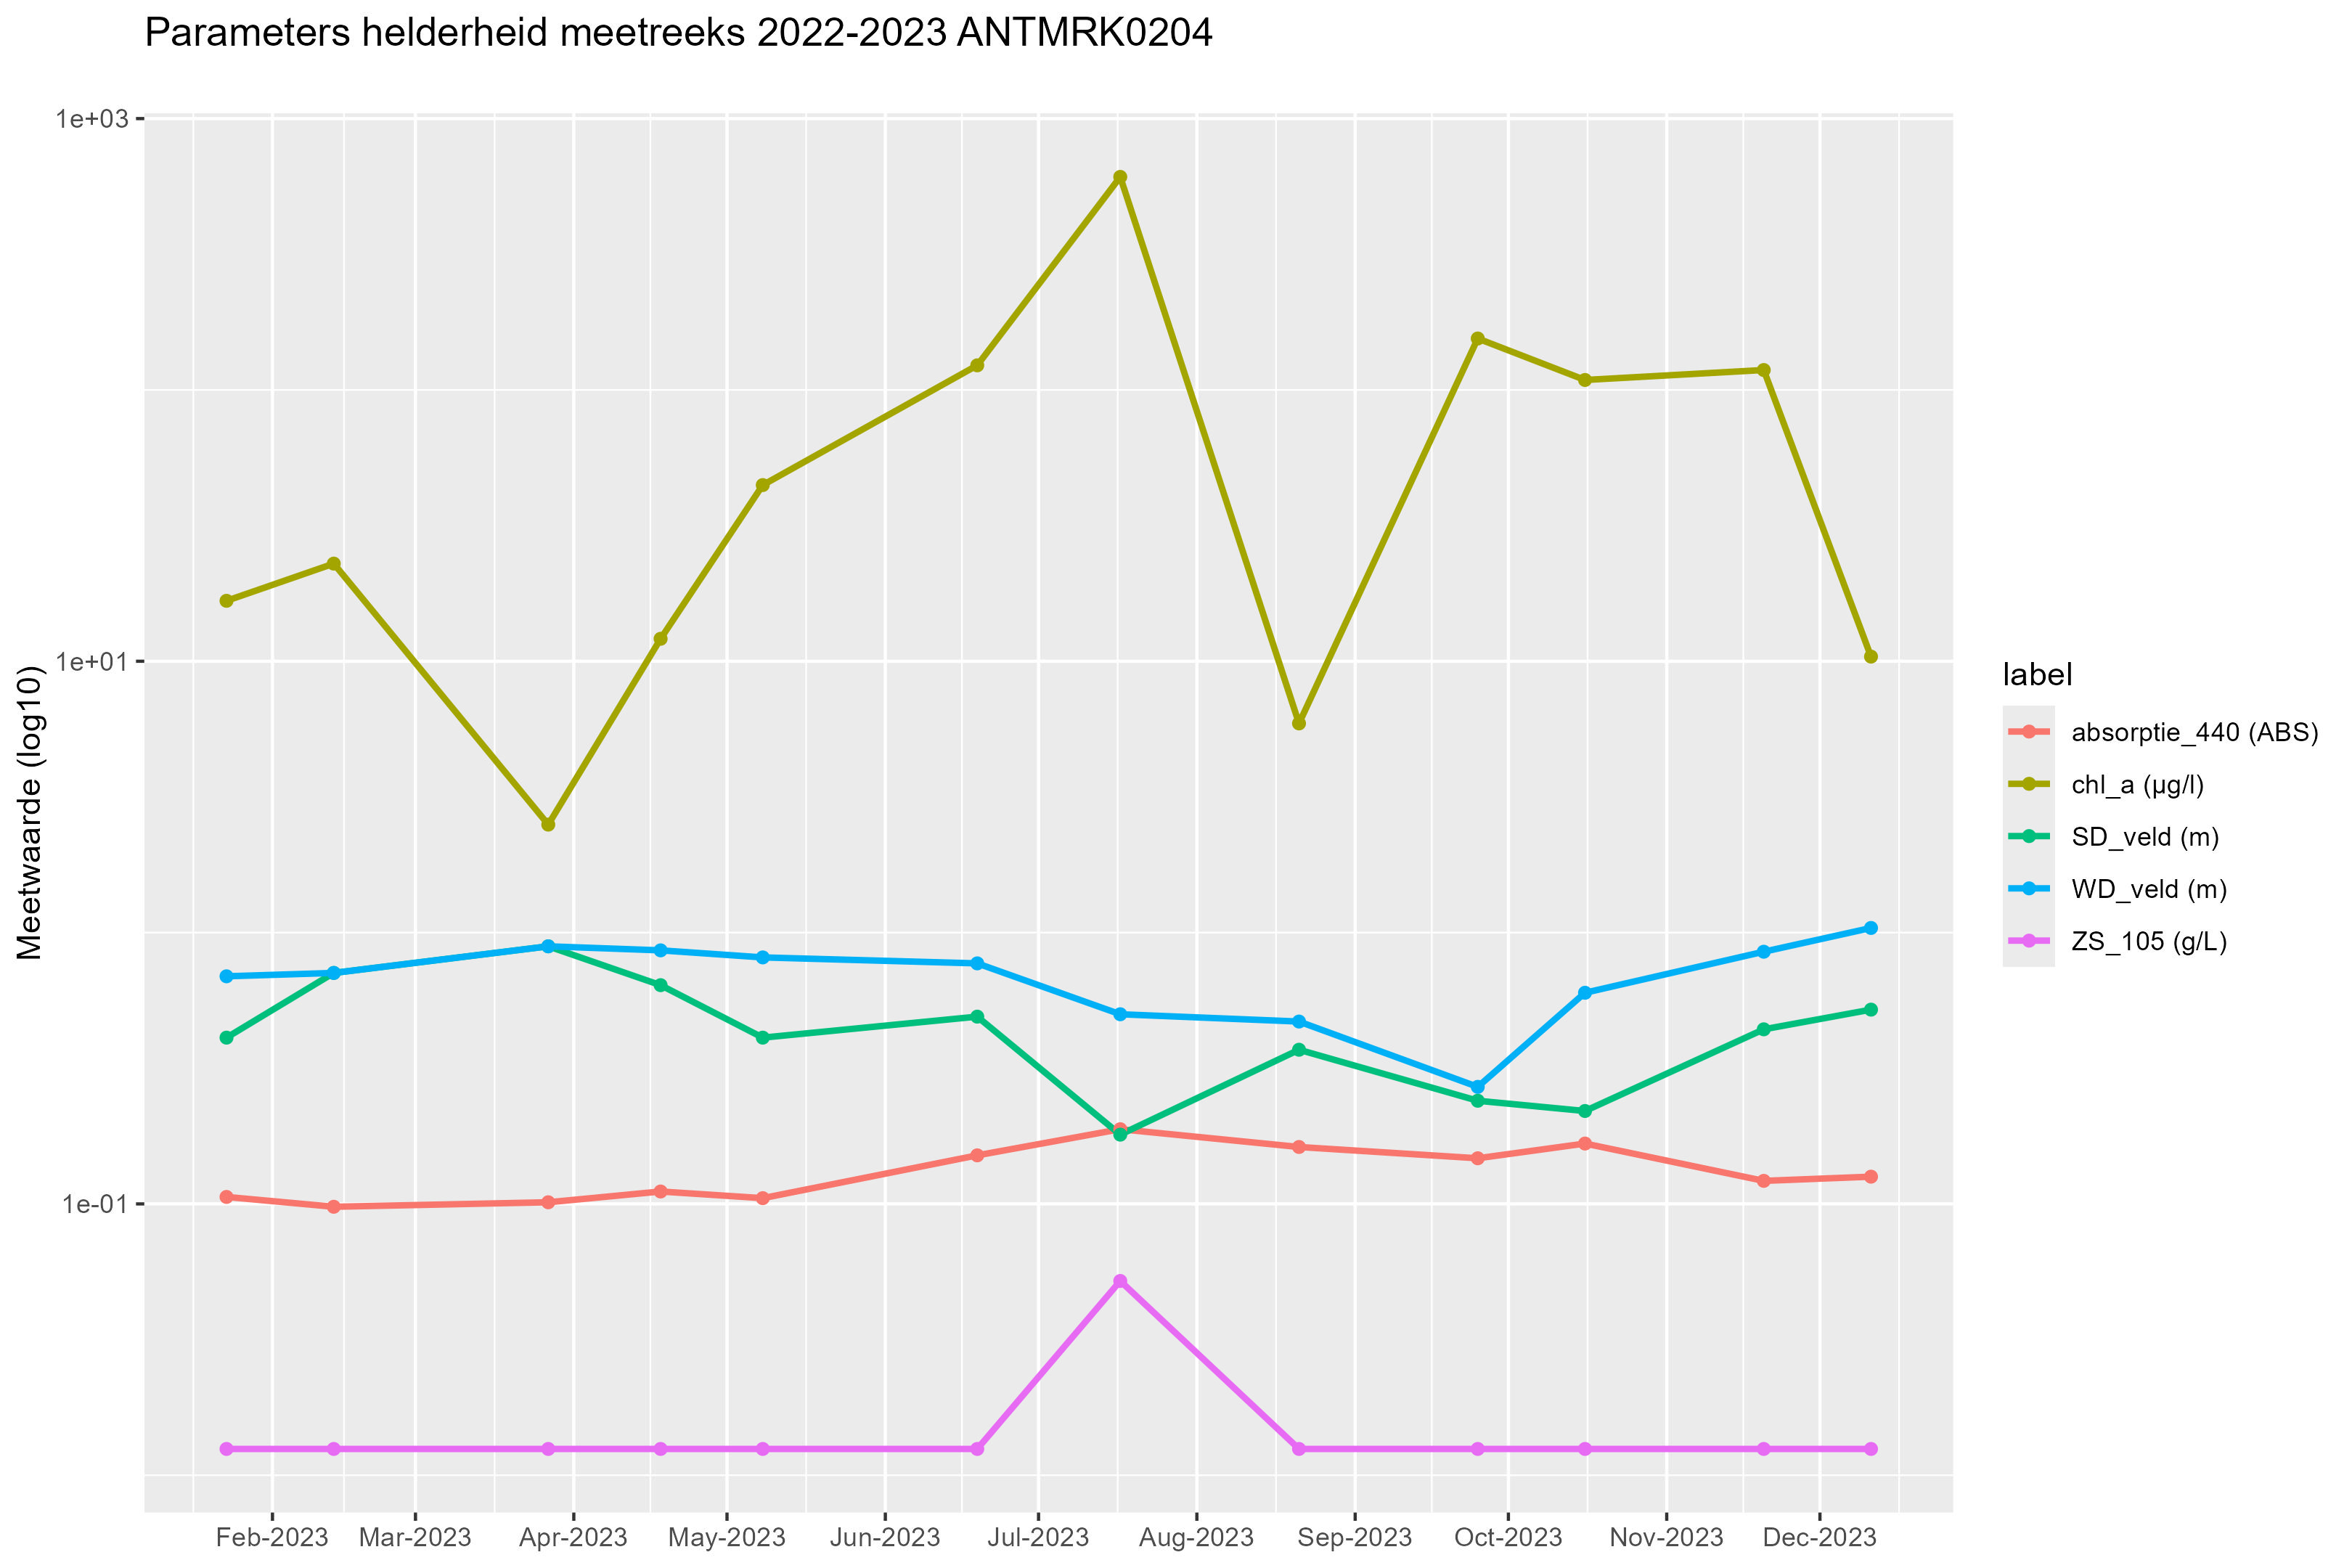 Parameters helderheid meetreeks 2022-2023 ANTMRK0204
Meetwaarde (log10)
1e+03
1e+01
1e-01
Feb-2023 Mar-2023 Apr-2023 May-2023 Jun-2023 Jul-2023 Aug-2023 Sep-2023 Oct-2023 Nov-2023 Dec-2023
label
absorptie_440 (ABS)
chl_a (µg/l)
SD_veld (m)
WD_veld (m)
ZS_105 (g/L)